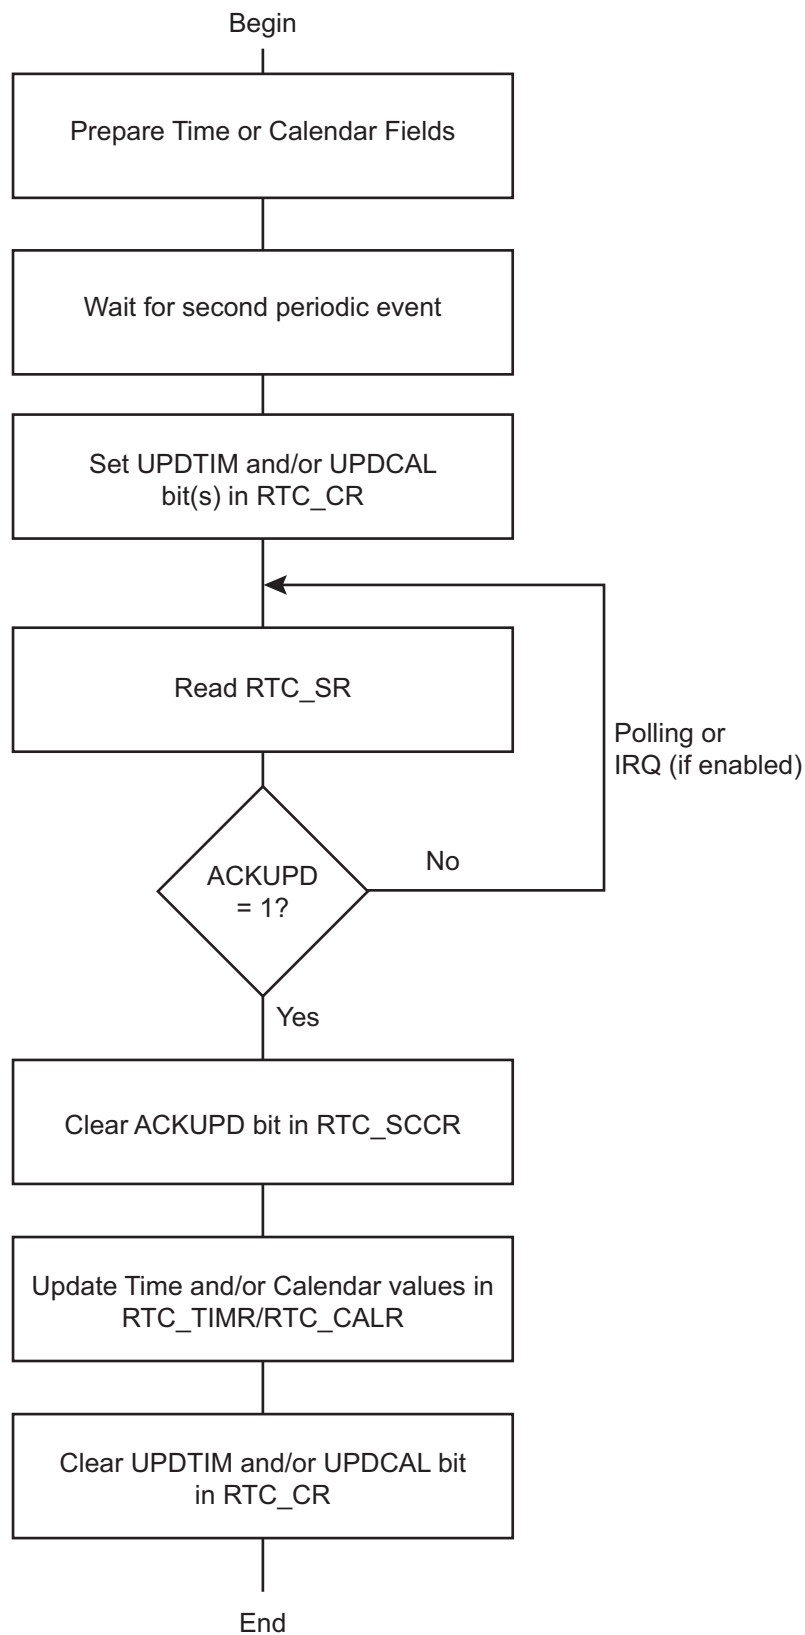 Begin
Prepare Time or Calendar Fields
Wait for second periodic event
Set UPDTIM and/or UPDCAL
bit(s) in RTC_CR
Read RTC_SR
Polling or
IRQ (if enabled)
ACKUPD
= 1?
No
Yes
Clear ACKUPD bit in RTC_SCCR
Update Time and/or Calendar values in
RTC_TIMR/RTC_CALR
Clear UPDTIM and/or UPDCAL bit
in RTC_CR
End